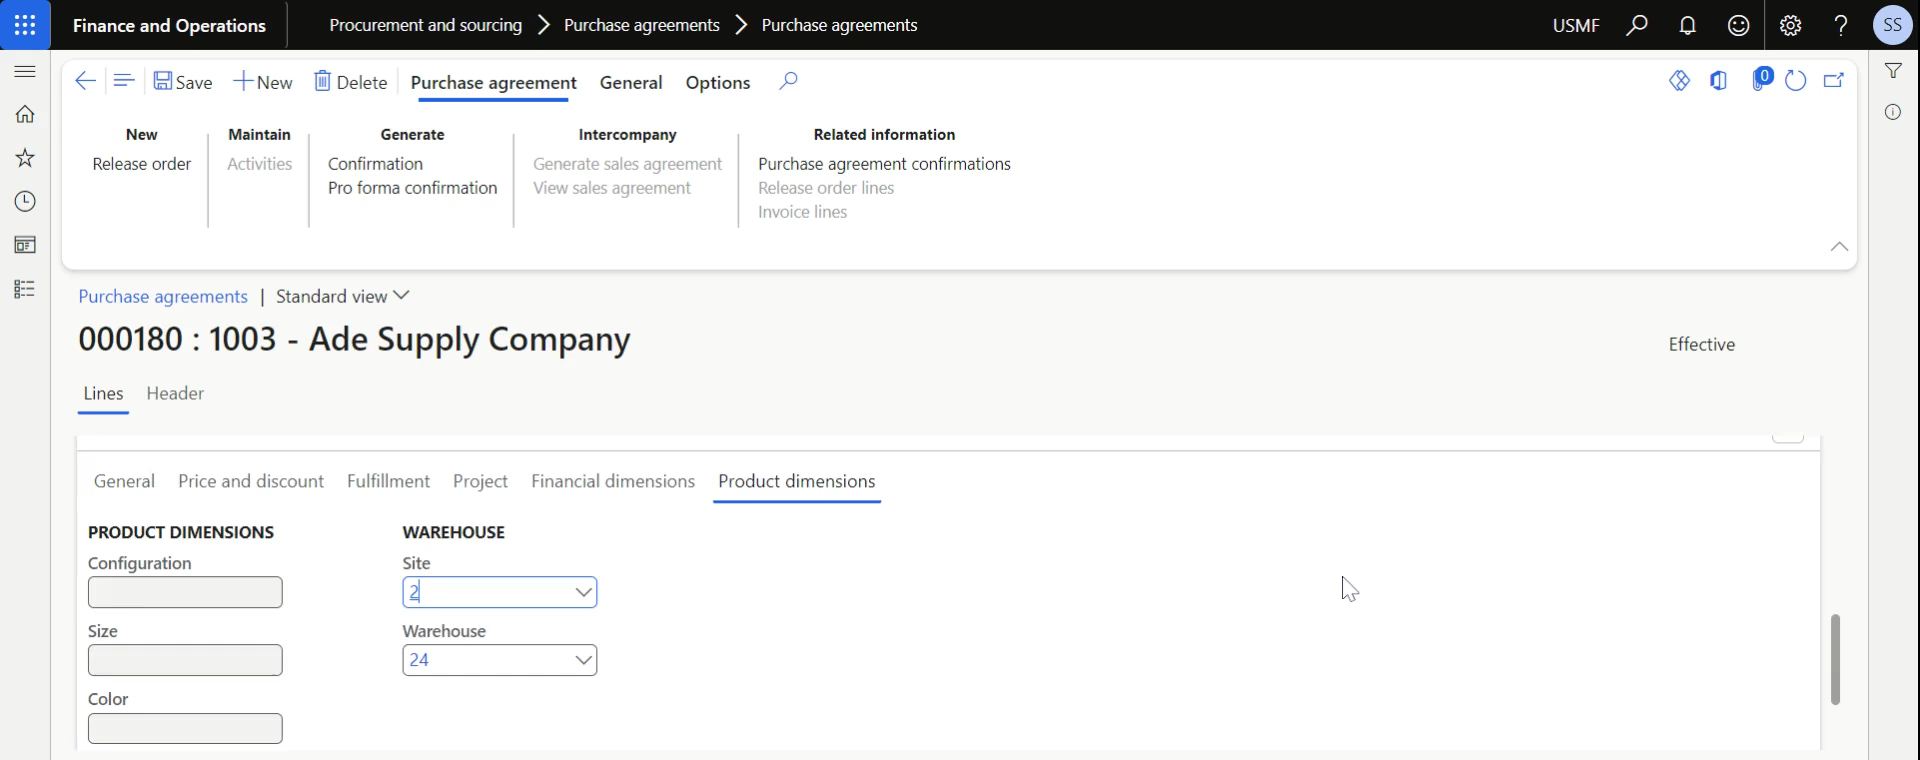 Finance and Operations
Procurement and sourcing
Purchase agreements
Purchase agreements
USMF
SS
Save
New
Delete
Purchase agreement
General
Options
0
New
Release order
Maintain
Activities
Generate
Confirmation
Pro forma confirmation
Intercompany
Generate sales agreement
View sales agreement
Related information
Purchase agreement confirmations
Release order lines
Invoice lines
Purchase agreements | Standard view
000180 : 1003 - Ade Supply Company
Effective
Lines
Header
General
Price and discount
Fulfillment
Project
Financial dimensions
Product dimensions
PRODUCT DIMENSIONS
Configuration
Size
Color
WAREHOUSE
Site
2
Warehouse
24